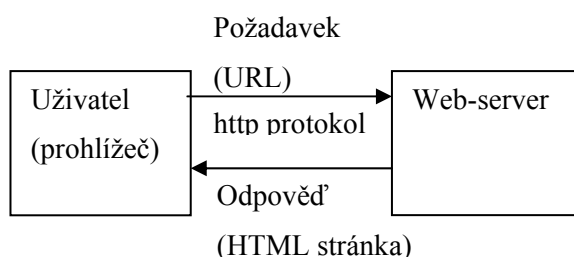 Požadavek
(URL)
http protokol
Uživatel
(prohlížeč)
Web-server
Odpověď
(HTML stránka)